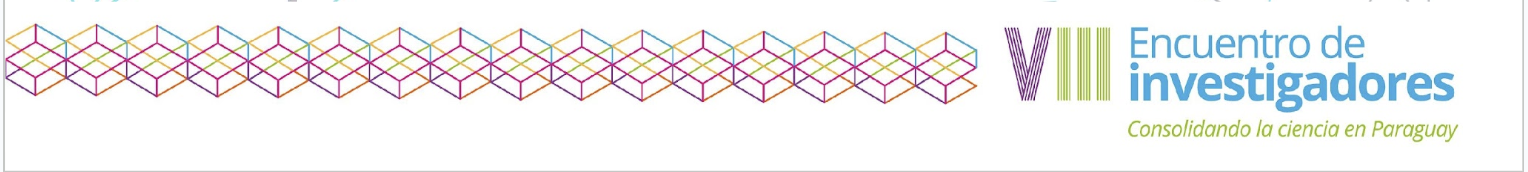 VIII Encuentro de
investigadores
Consolidando la ciencia en Paraguay